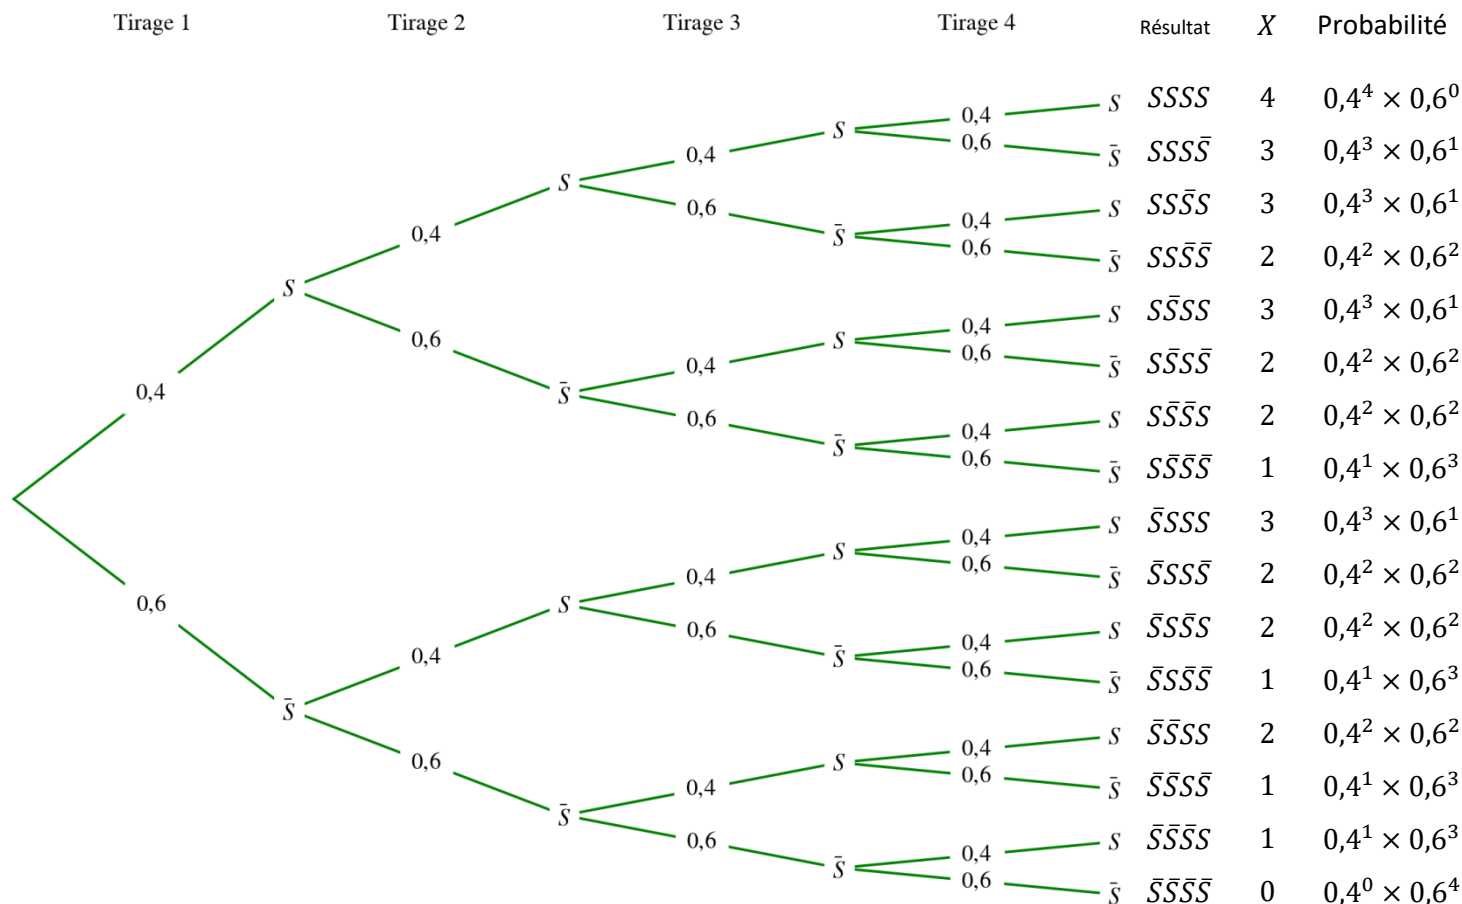 Tirage 1 Tirage 2 Tirage 3 Tirage 4 Résultat X Probabilité
0,4 S SSSS 4 0,4⁴ × 0,6⁰
S
0,6 S̄ SSSS̄ 3 0,4³ × 0,6¹
0,4
S
0,6
0,4 S SSS̄S 3 0,4³ × 0,6¹
S̄
0,6 S̄ SSS̄S̄ 2 0,4² × 0,6²
0,4
S
0,6
0,4 S SS̄SS 3 0,4³ × 0,6¹
S
0,6 S̄ SS̄SS̄ 2 0,4² × 0,6²
0,4
S̄
0,6
0,4 S SS̄S̄S 2 0,4² × 0,6²
S̄
0,6 S̄ SS̄S̄S̄ 1 0,4¹ × 0,6³
0,4
0,6
0,4 S S̄SSS 3 0,4³ × 0,6¹
S
0,6 S̄ S̄SSS̄ 2 0,4² × 0,6²
0,4
S
0,6
0,4 S S̄SS̄S 2 0,4² × 0,6²
S̄
0,6 S̄ S̄SS̄S̄ 1 0,4¹ × 0,6³
0,4
S̄
0,6
0,4 S S̄S̄SS 2 0,4² × 0,6²
S
0,6 S̄ S̄S̄SS̄ 1 0,4¹ × 0,6³
0,4
S̄
0,6
0,4 S S̄S̄S̄S 1 0,4¹ × 0,6³
S̄
0,6 S̄ S̄S̄S̄S̄ 0 0,4⁰ × 0,6⁴